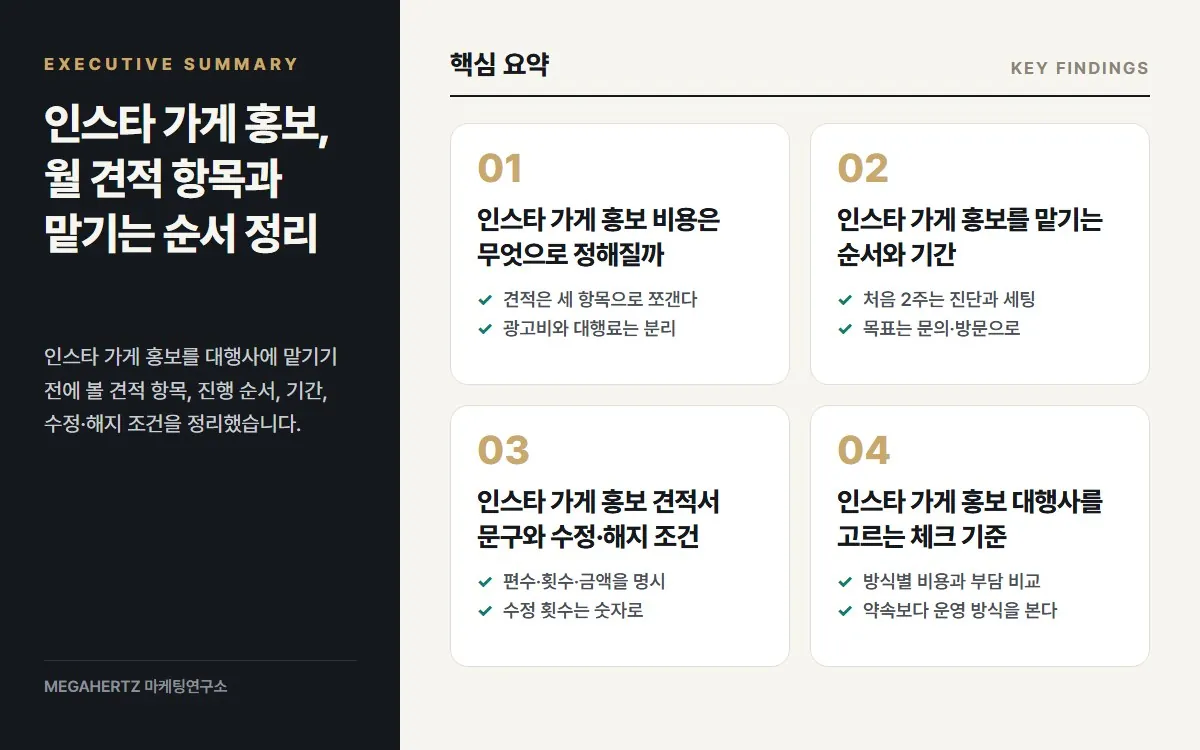 EXECUTIVE SUMMARY
인스타 가게 홍보,
월 견적 항목과
맡기는 순서 정리
인스타 가게 홍보를 대행사에 맡기기
전에 볼 견적 항목, 진행 순서, 기간,
수정·해지 조건을 정리했습니다.
MEGAHERTZ 마케팅연구소
핵심 요약
KEY FINDINGS
01
인스타 가게 홍보 비용은
무엇으로 정해질까
견적은 세 항목으로 쪼갠다
광고비와 대행료는 분리
02
인스타 가게 홍보를 맡기는
순서와 기간
처음 2주는 진단과 세팅
목표는 문의·방문으로
03
인스타 가게 홍보 견적서
문구와 수정·해지 조건
편수·횟수·금액을 명시
수정 횟수는 숫자로
04
인스타 가게 홍보 대행사를
고르는 체크 기준
방식별 비용과 부담 비교
약속보다 운영 방식을 본다